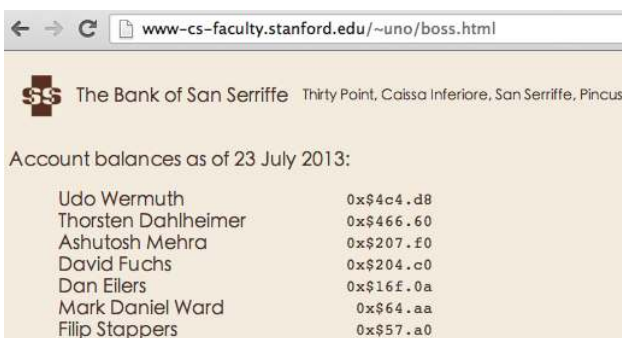 www-cs-faculty.stanford.edu/~uno/boss.html
SS The Bank of San Serriffe Thirty Point, Caissa Inferiore, San Serriffe, Pincus
Account balances as of 23 July 2013:
Udo Wermuth 0x$4c4.d8
Thorsten Dahlheimer 0x$466.60
Ashutosh Mehra 0x$207.f0
David Fuchs 0x$204.c0
Dan Eilers 0x$16f.0a
Mark Daniel Ward 0x$64.aa
Filip Stappers 0x$57.a0